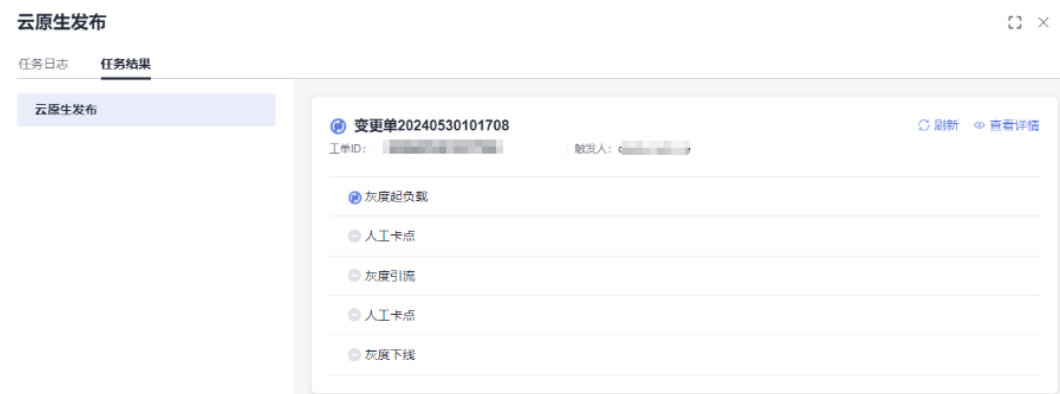 云原生发布
任务日志 任务结果
云原生发布
变更单20240530101708
刷新 查看详情
工单ID: 触发人:
灰度起负载
人工卡点
灰度引流
人工卡点
灰度下线